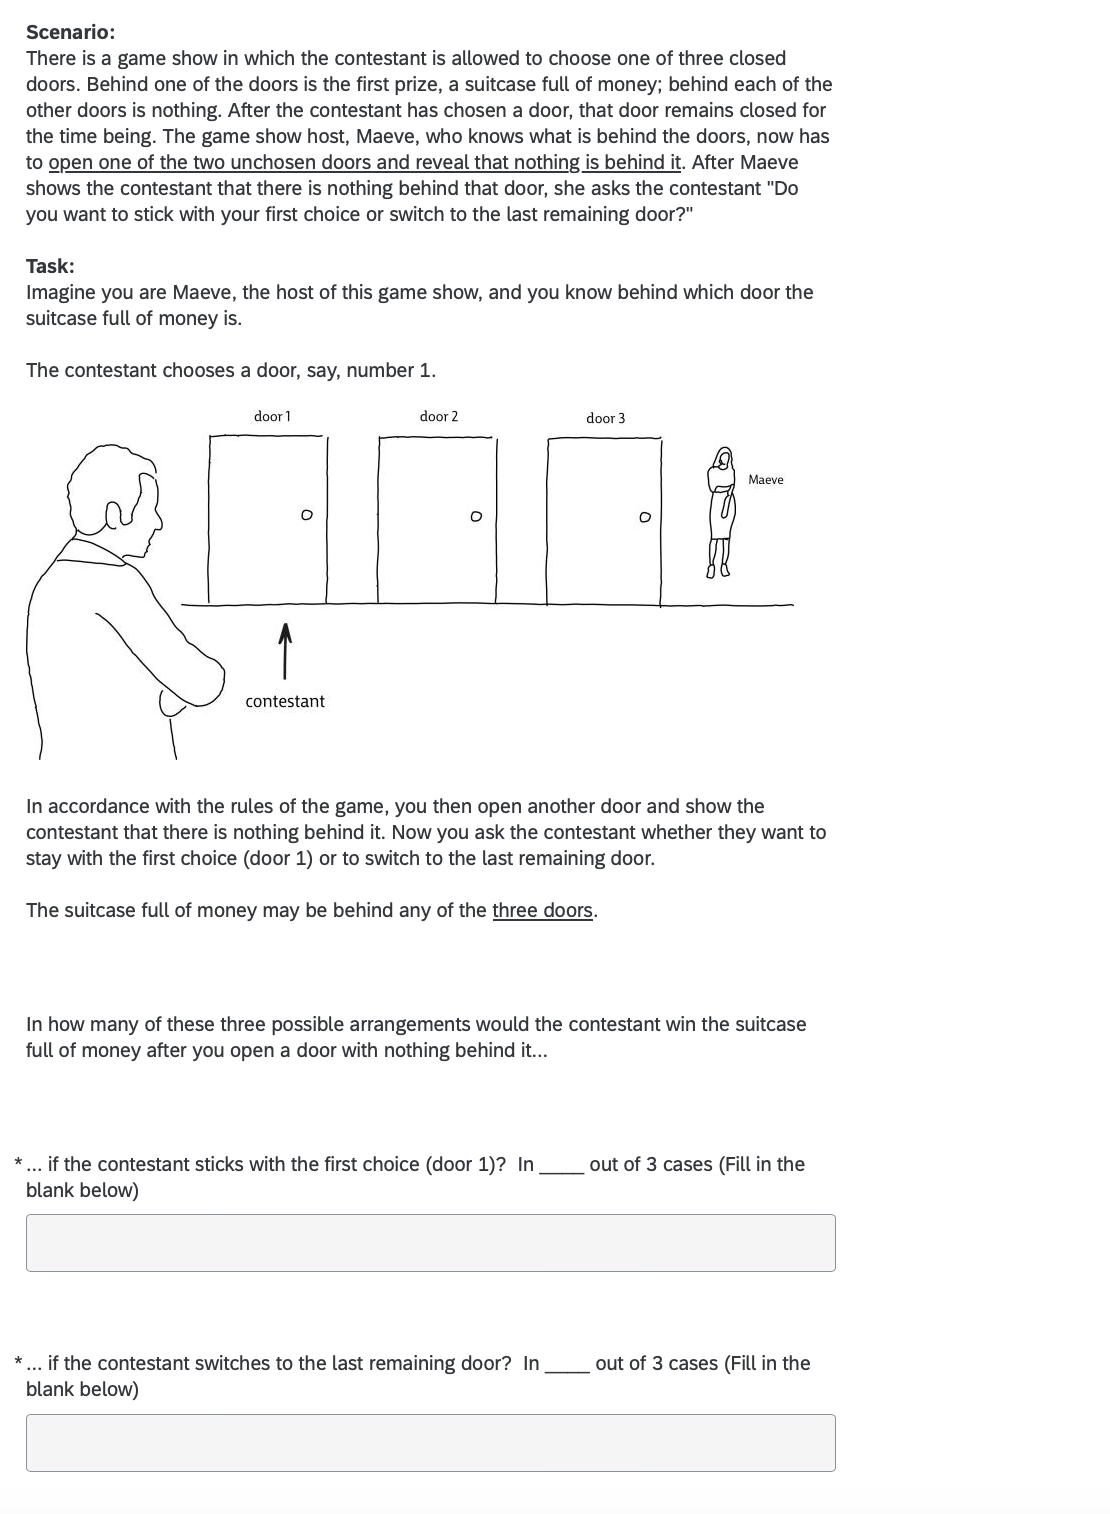 Scenario:
There is a game show in which the contestant is allowed to choose one of three closed
doors. Behind one of the doors is the first prize, a suitcase full of money; behind each of the
other doors is nothing. After the contestant has chosen a door, that door remains closed for
the time being. The game show host, Maeve, who knows what is behind the doors, now has
to open one of the two unchosen doors and reveal that nothing is behind it. After Maeve
shows the contestant that there is nothing behind that door, she asks the contestant "Do
you want to stick with your first choice or switch to the last remaining door?"
Task:
Imagine you are Maeve, the host of this game show, and you know behind which door the
suitcase full of money is.
The contestant chooses a door, say, number 1.
door 1
door 2
door 3
Maeve
contestant
In accordance with the rules of the game, you then open another door and show the
contestant that there is nothing behind it. Now you ask the contestant whether they want to
stay with the first choice (door 1) or to switch to the last remaining door.
The suitcase full of money may be behind any of the three doors.
In how many of these three possible arrangements would the contestant win the suitcase
full of money after you open a door with nothing behind it...
* ... if the contestant sticks with the first choice (door 1)? In ____ out of 3 cases (Fill in the
blank below)
* ... if the contestant switches to the last remaining door? In ____ out of 3 cases (Fill in the
blank below)